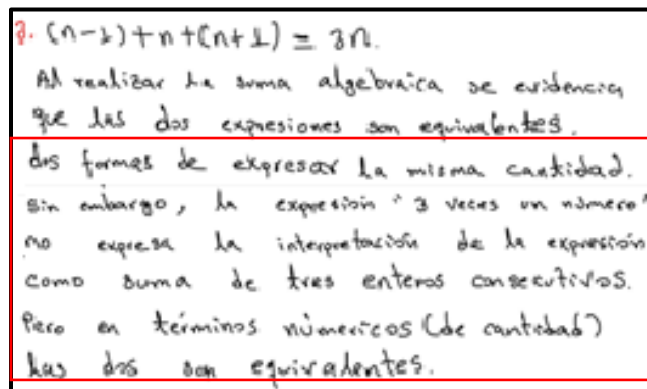 3. (n-1)+n+(n+1) = 3n.
Al realizar la suma algebraica se evidencia
que las dos expresiones son equivalentes.
dos formas de expresar la misma cantidad.
Sin embargo, la expresión "3 veces un número"
no expresa la interpretación de la expresión
como suma de tres enteros consecutivos.
Pero en términos númericos (de cantidad)
las dos son equivalentes.